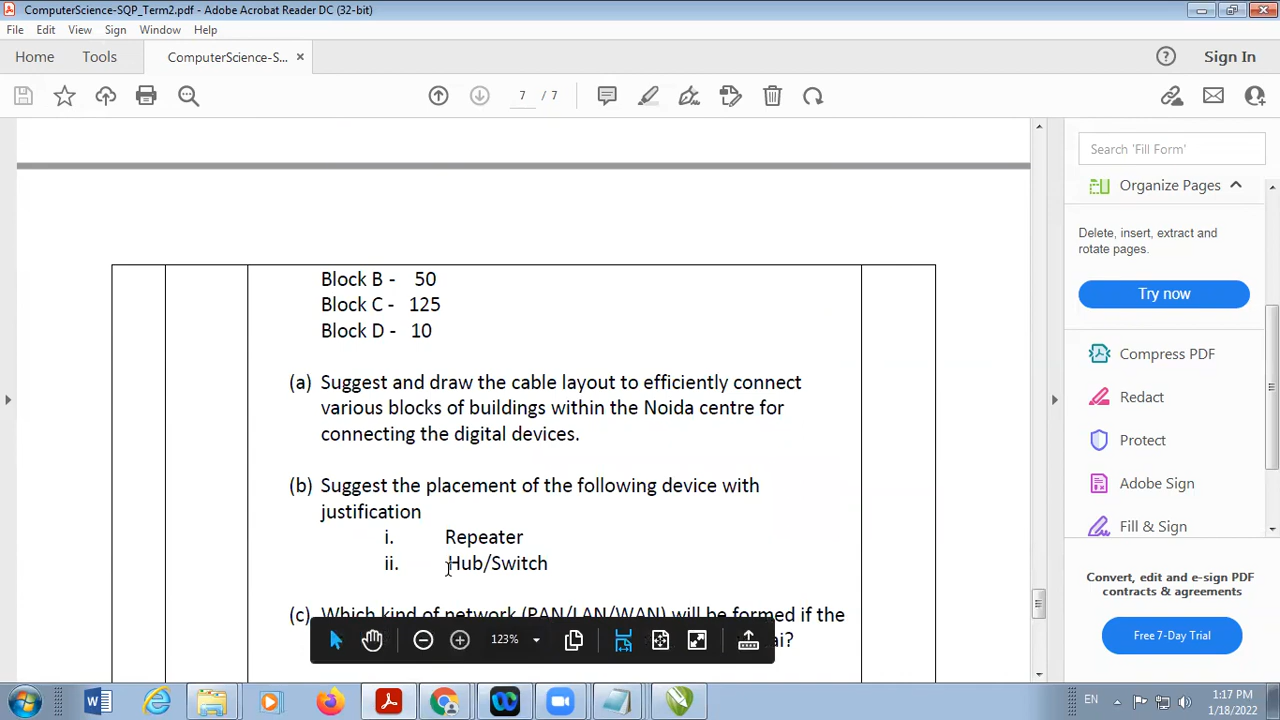 ComputerScience-SQP_Term2.pdf - Adobe Acrobat Reader DC (32-bit)
File Edit View Sign Window Help
Home Tools ComputerScience-S... × Sign In
7 / 7
Search 'Fill Form'
Organize Pages
Delete, insert, extract and
rotate pages.
Try now
Compress PDF
Redact
Protect
Adobe Sign
Fill & Sign
Convert, edit and e-sign PDF
contracts & agreements
Free 7-Day Trial
Block B - 50
Block C - 125
Block D - 10
(a) Suggest and draw the cable layout to efficiently connect
various blocks of buildings within the Noida centre for
connecting the digital devices.
(b) Suggest the placement of the following device with
justification
i. Repeater
ii. Hub/Switch
(c) Which kind of network (PAN/LAN/WAN) will be formed if the
ai?
123%
EN
1:17 PM
1/18/2022